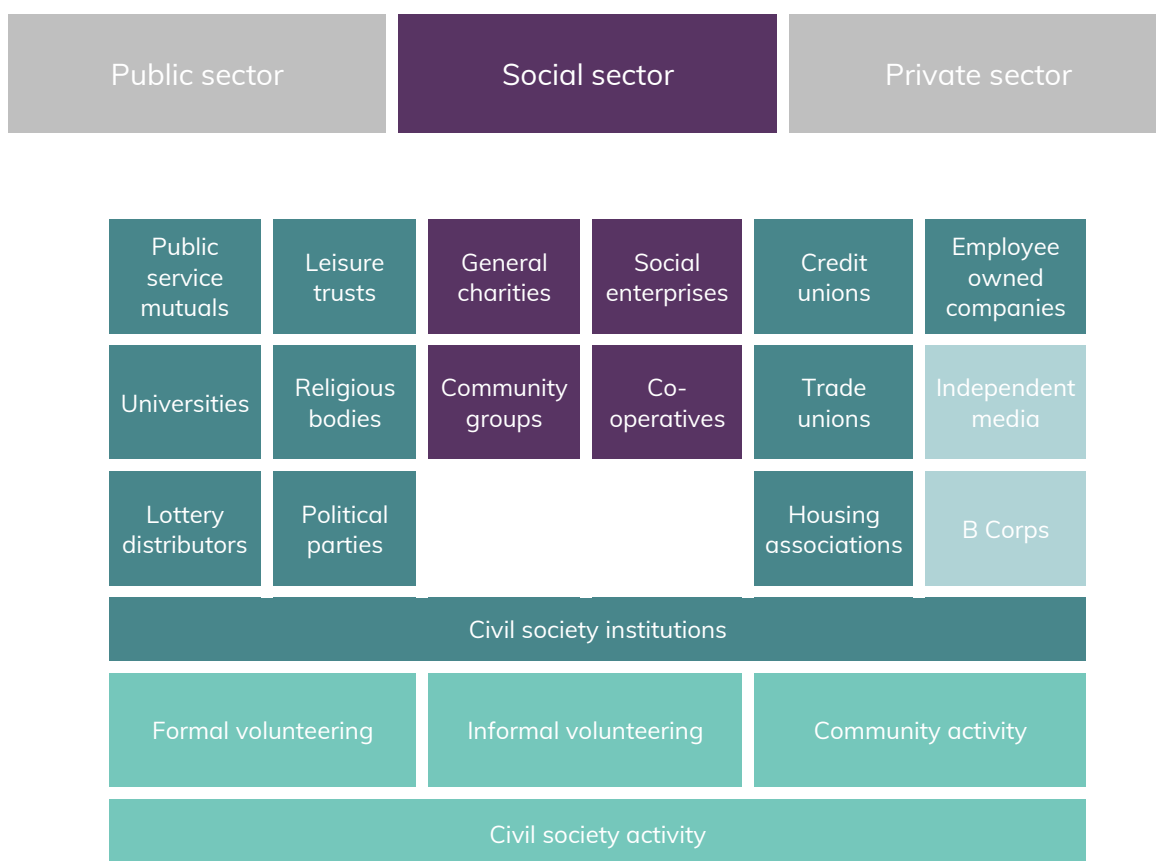 Public sector
Social sector
Private sector
Public
service
mutuals
Leisure
trusts
General
charities
Social
enterprises
Credit
unions
Employee
owned
companies
Universities
Religious
bodies
Community
groups
Co-
operatives
Trade
unions
Independent
media
Lottery
distributors
Political
parties
Housing
associations
B Corps
Civil society institutions
Formal volunteering
Informal volunteering
Community activity
Civil society activity